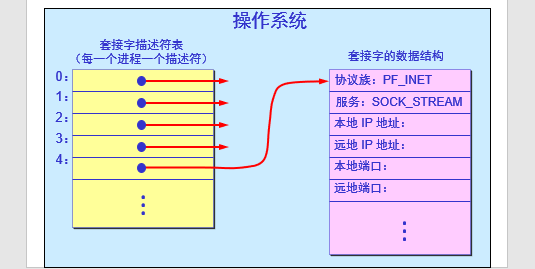 操作系统
套接字描述符表
（每一个进程一个描述符）
0：
1：
2：
3：
4：
套接字的数据结构
协议族：PF_INET
服务：SOCK_STREAM
本地 IP 地址：
远地 IP 地址：
本地端口：
远地端口：